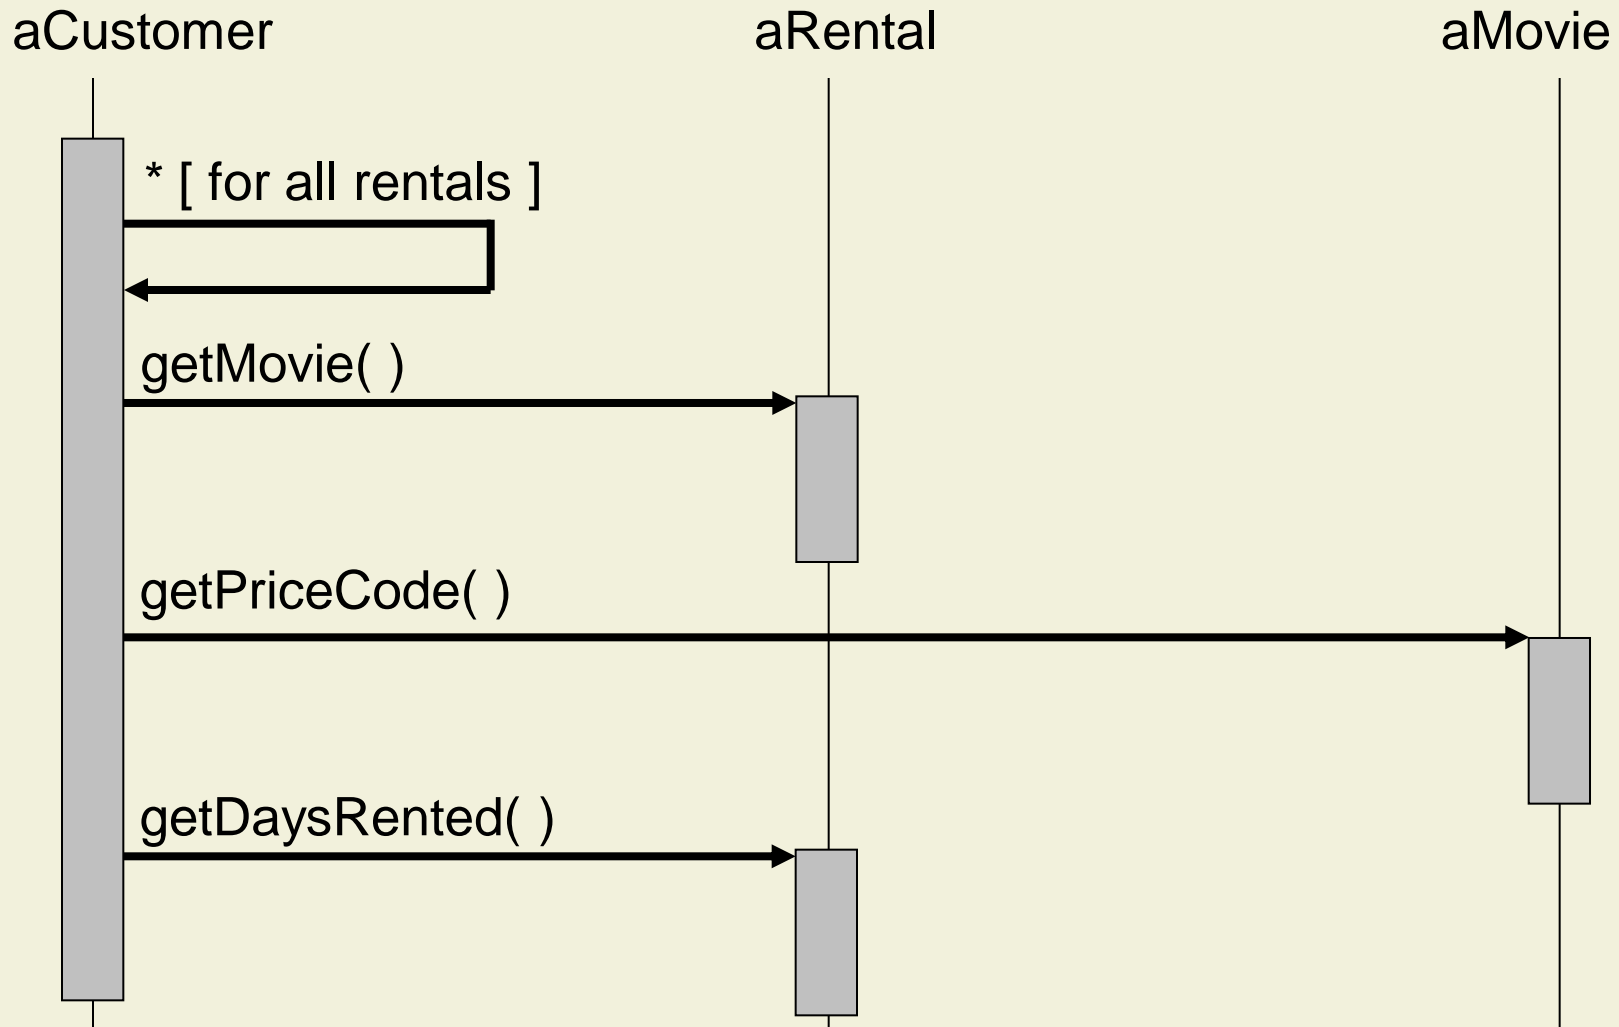 aCustomer aRental aMovie
* [ for all rentals ]
getMovie( )
getPriceCode( )
getDaysRented( )